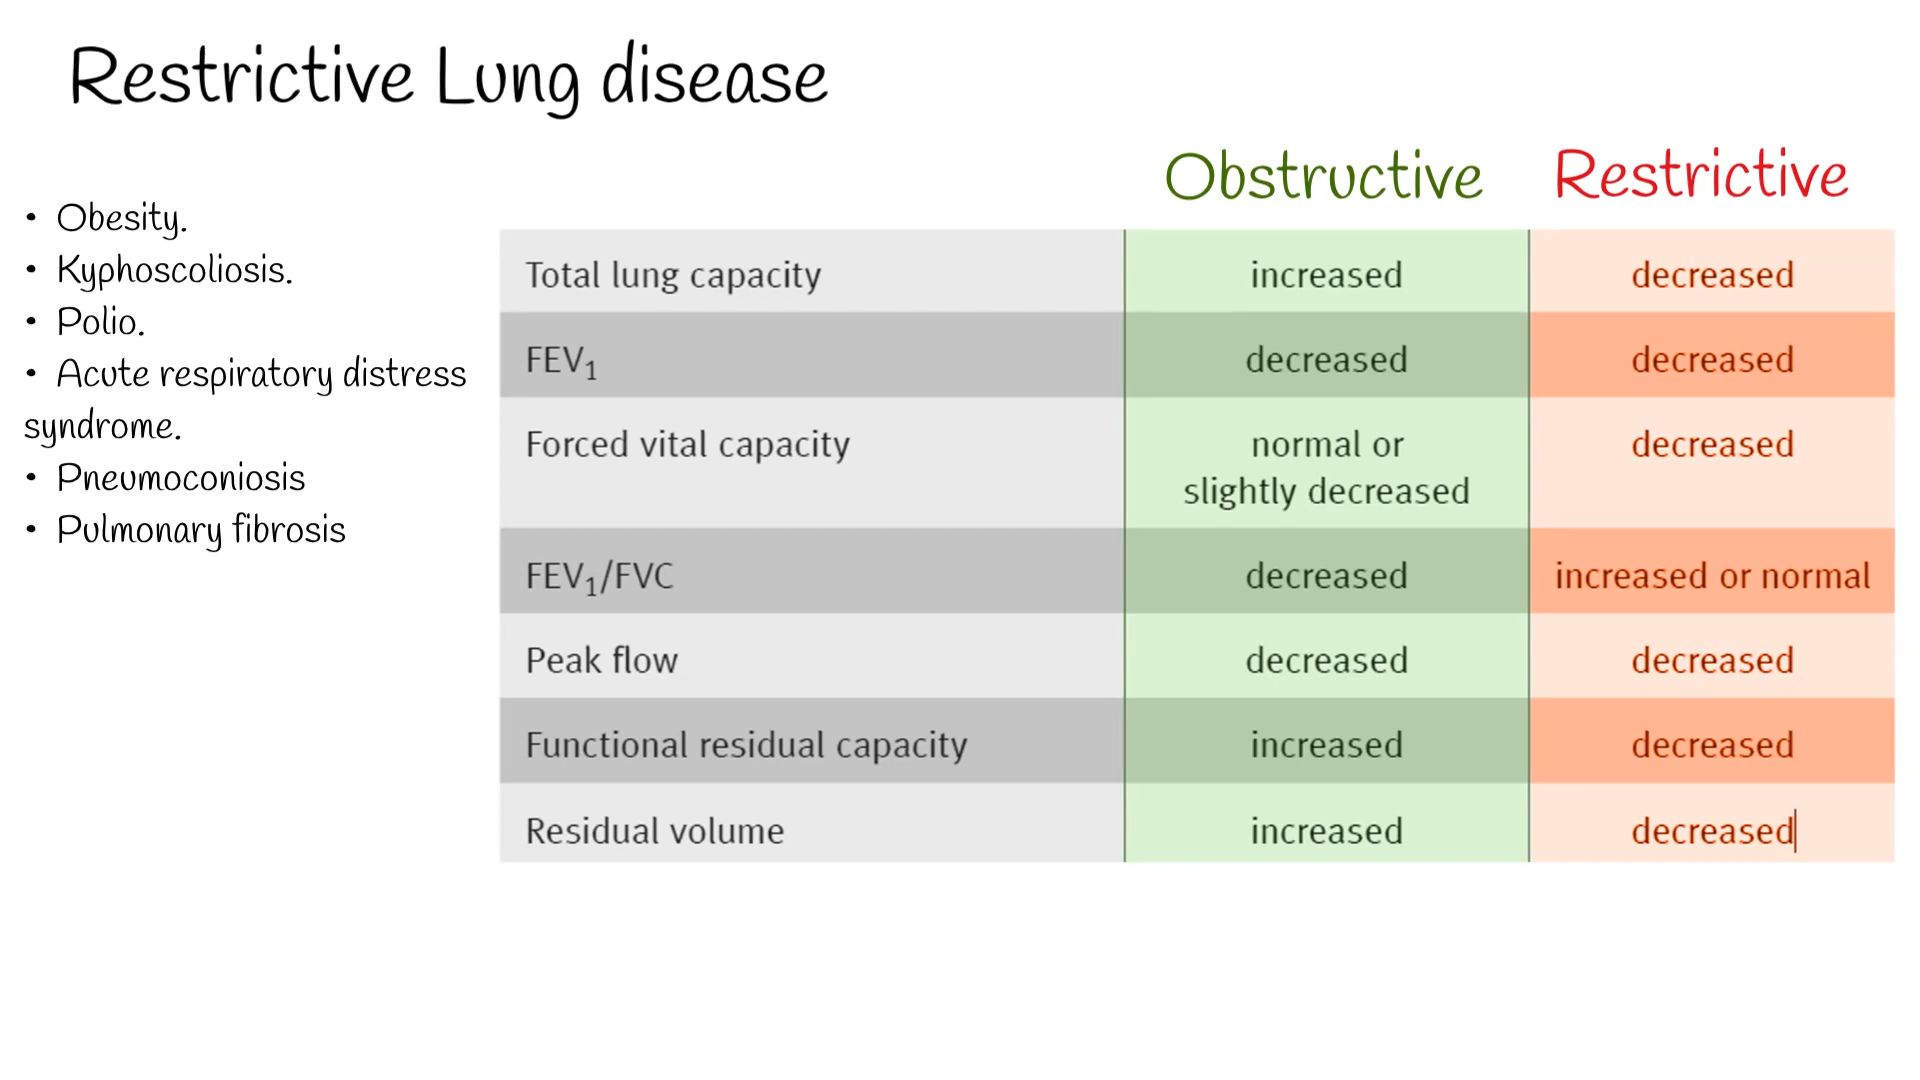 Restrictive Lung disease
• Obesity.
• Kyphoscoliosis.
• Polio.
• Acute respiratory distress
syndrome.
• Pneumoconiosis
• Pulmonary fibrosis
Obstructive Restrictive
Total lung capacity increased decreased
FEV₁ decreased decreased
Forced vital capacity normal or decreased
slightly decreased
FEV₁/FVC decreased increased or normal
Peak flow decreased decreased
Functional residual capacity increased decreased
Residual volume increased decreased